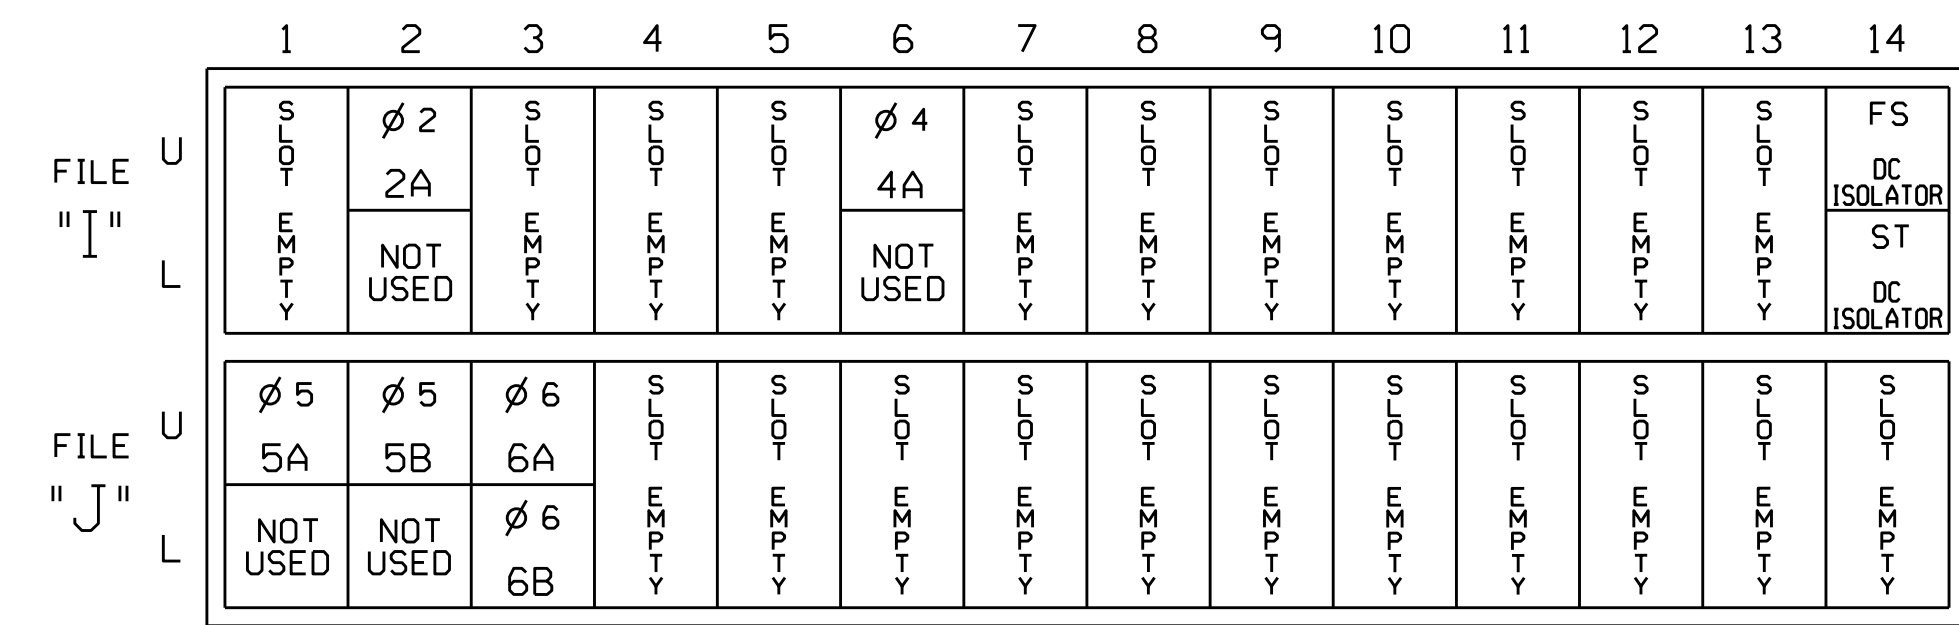 1 2 3 4 5 6 7 8 9 10 11 12 13 14
FILE "I"
U
L
SLOT EMPTY
Ø 2
2A
NOT USED
SLOT EMPTY
SLOT EMPTY
SLOT EMPTY
Ø 4
4A
NOT USED
SLOT EMPTY
SLOT EMPTY
SLOT EMPTY
SLOT EMPTY
SLOT EMPTY
SLOT EMPTY
SLOT EMPTY
FS
DC
ISOLATOR
ST
DC
ISOLATOR
FILE "J"
U
L
Ø 5
5A
NOT USED
Ø 5
5B
NOT USED
Ø 6
6A
Ø 6
6B
SLOT EMPTY
SLOT EMPTY
SLOT EMPTY
SLOT EMPTY
SLOT EMPTY
SLOT EMPTY
SLOT EMPTY
SLOT EMPTY
SLOT EMPTY
SLOT EMPTY
SLOT EMPTY